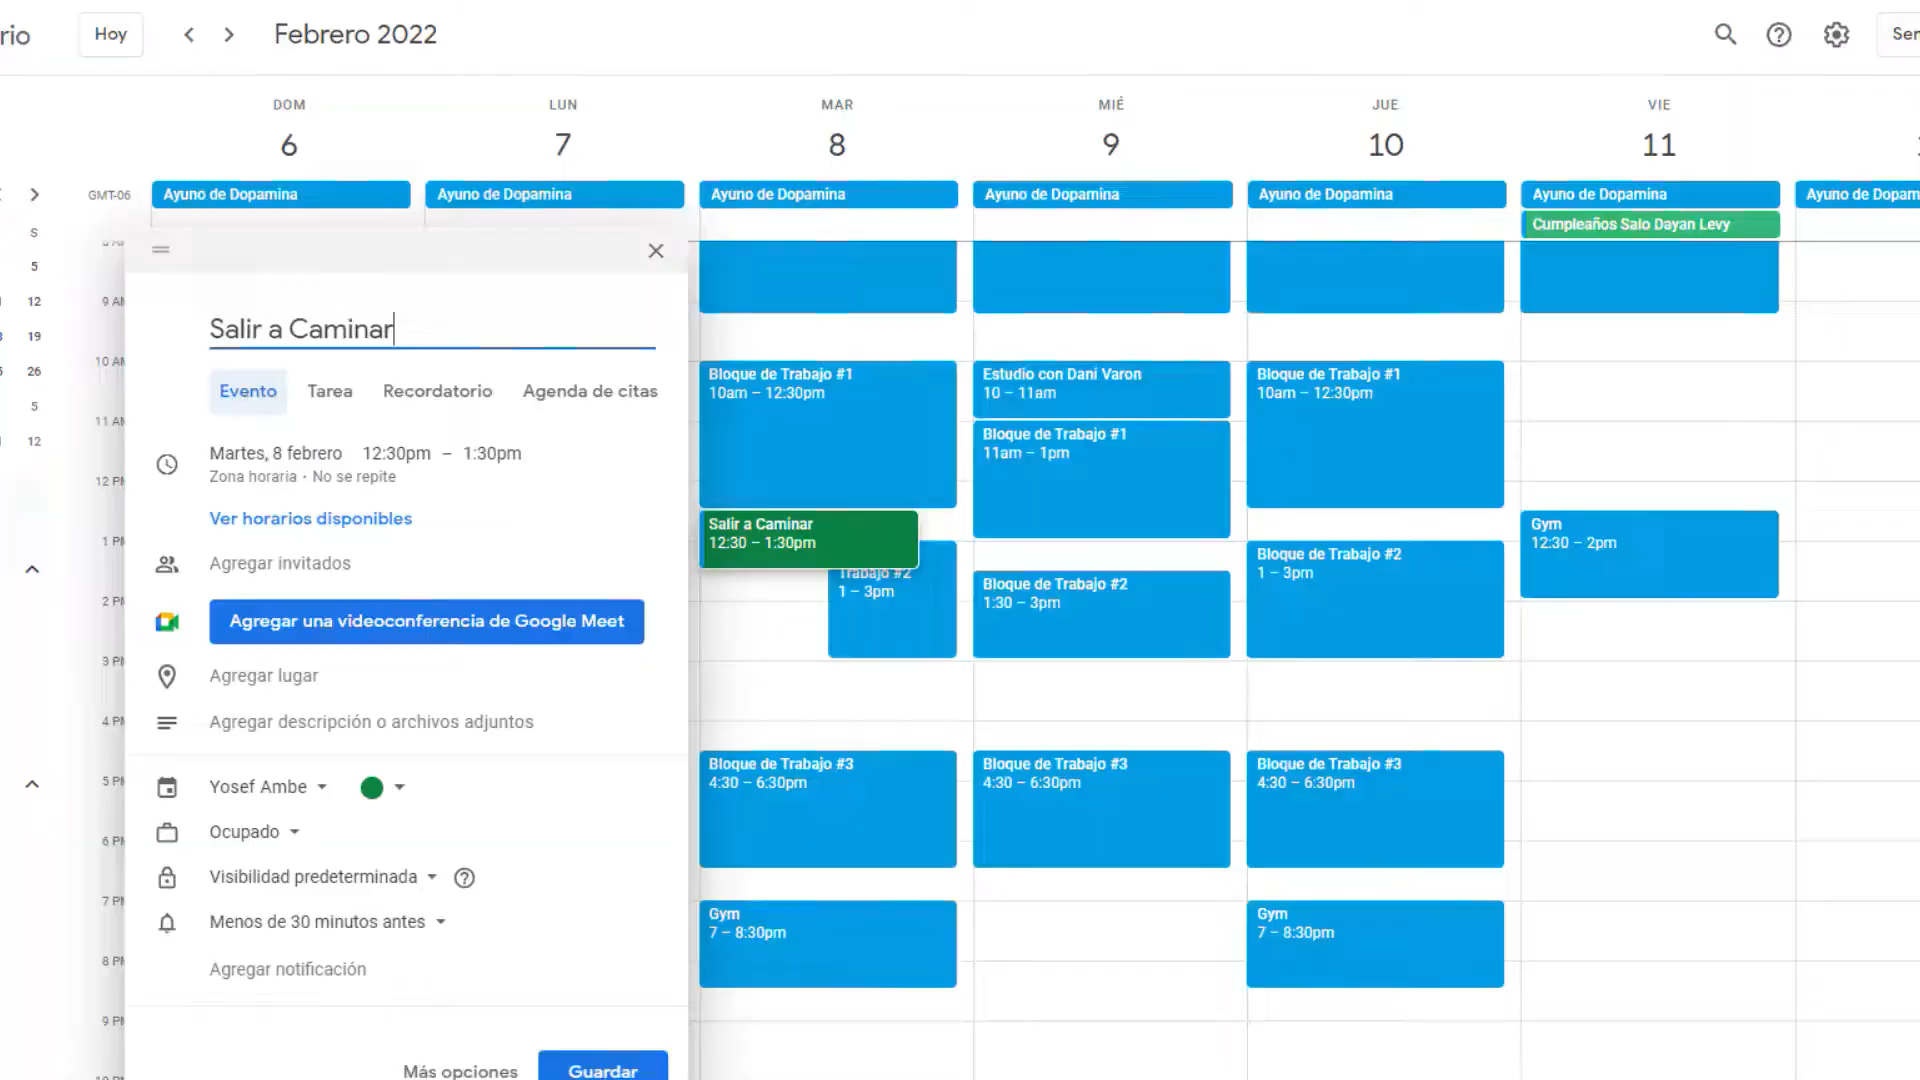 rio
Hoy
Febrero 2022
DOM
LUN
MAR
MIÉ
JUE
VIE
6
7
8
9
10
11
GMT-06
Ayuno de Dopamina
Ayuno de Dopamina
Ayuno de Dopamina
Ayuno de Dopamina
Ayuno de Dopamina
Ayuno de Dopamina
Ayuno de Dopam
Cumpleaños Salo Dayan Levy
S
5
12
19
26
5
12
9 AM
10 AM
11 AM
12 PM
1 PM
2 PM
3 PM
4 PM
5 PM
6 PM
7 PM
8 PM
9 PM
Salir a Caminar
Evento
Tarea
Recordatorio
Agenda de citas
Martes, 8 febrero 12:30pm – 1:30pm
Zona horaria • No se repite
Ver horarios disponibles
Agregar invitados
Agregar una videoconferencia de Google Meet
Agregar lugar
Agregar descripción o archivos adjuntos
Yosef Ambe
Ocupado
Visibilidad predeterminada
Menos de 30 minutos antes
Agregar notificación
Más opciones
Guardar
Bloque de Trabajo #1
10am – 12:30pm
Salir a Caminar
12:30 – 1:30pm
Trabajo #2
1 – 3pm
Bloque de Trabajo #3
4:30 – 6:30pm
Gym
7 – 8:30pm
Estudio con Dani Varon
10 – 11am
Bloque de Trabajo #1
11am – 1pm
Bloque de Trabajo #2
1:30 – 3pm
Bloque de Trabajo #3
4:30 – 6:30pm
Bloque de Trabajo #1
10am – 12:30pm
Bloque de Trabajo #2
1 – 3pm
Bloque de Trabajo #3
4:30 – 6:30pm
Gym
7 – 8:30pm
Gym
12:30 – 2pm